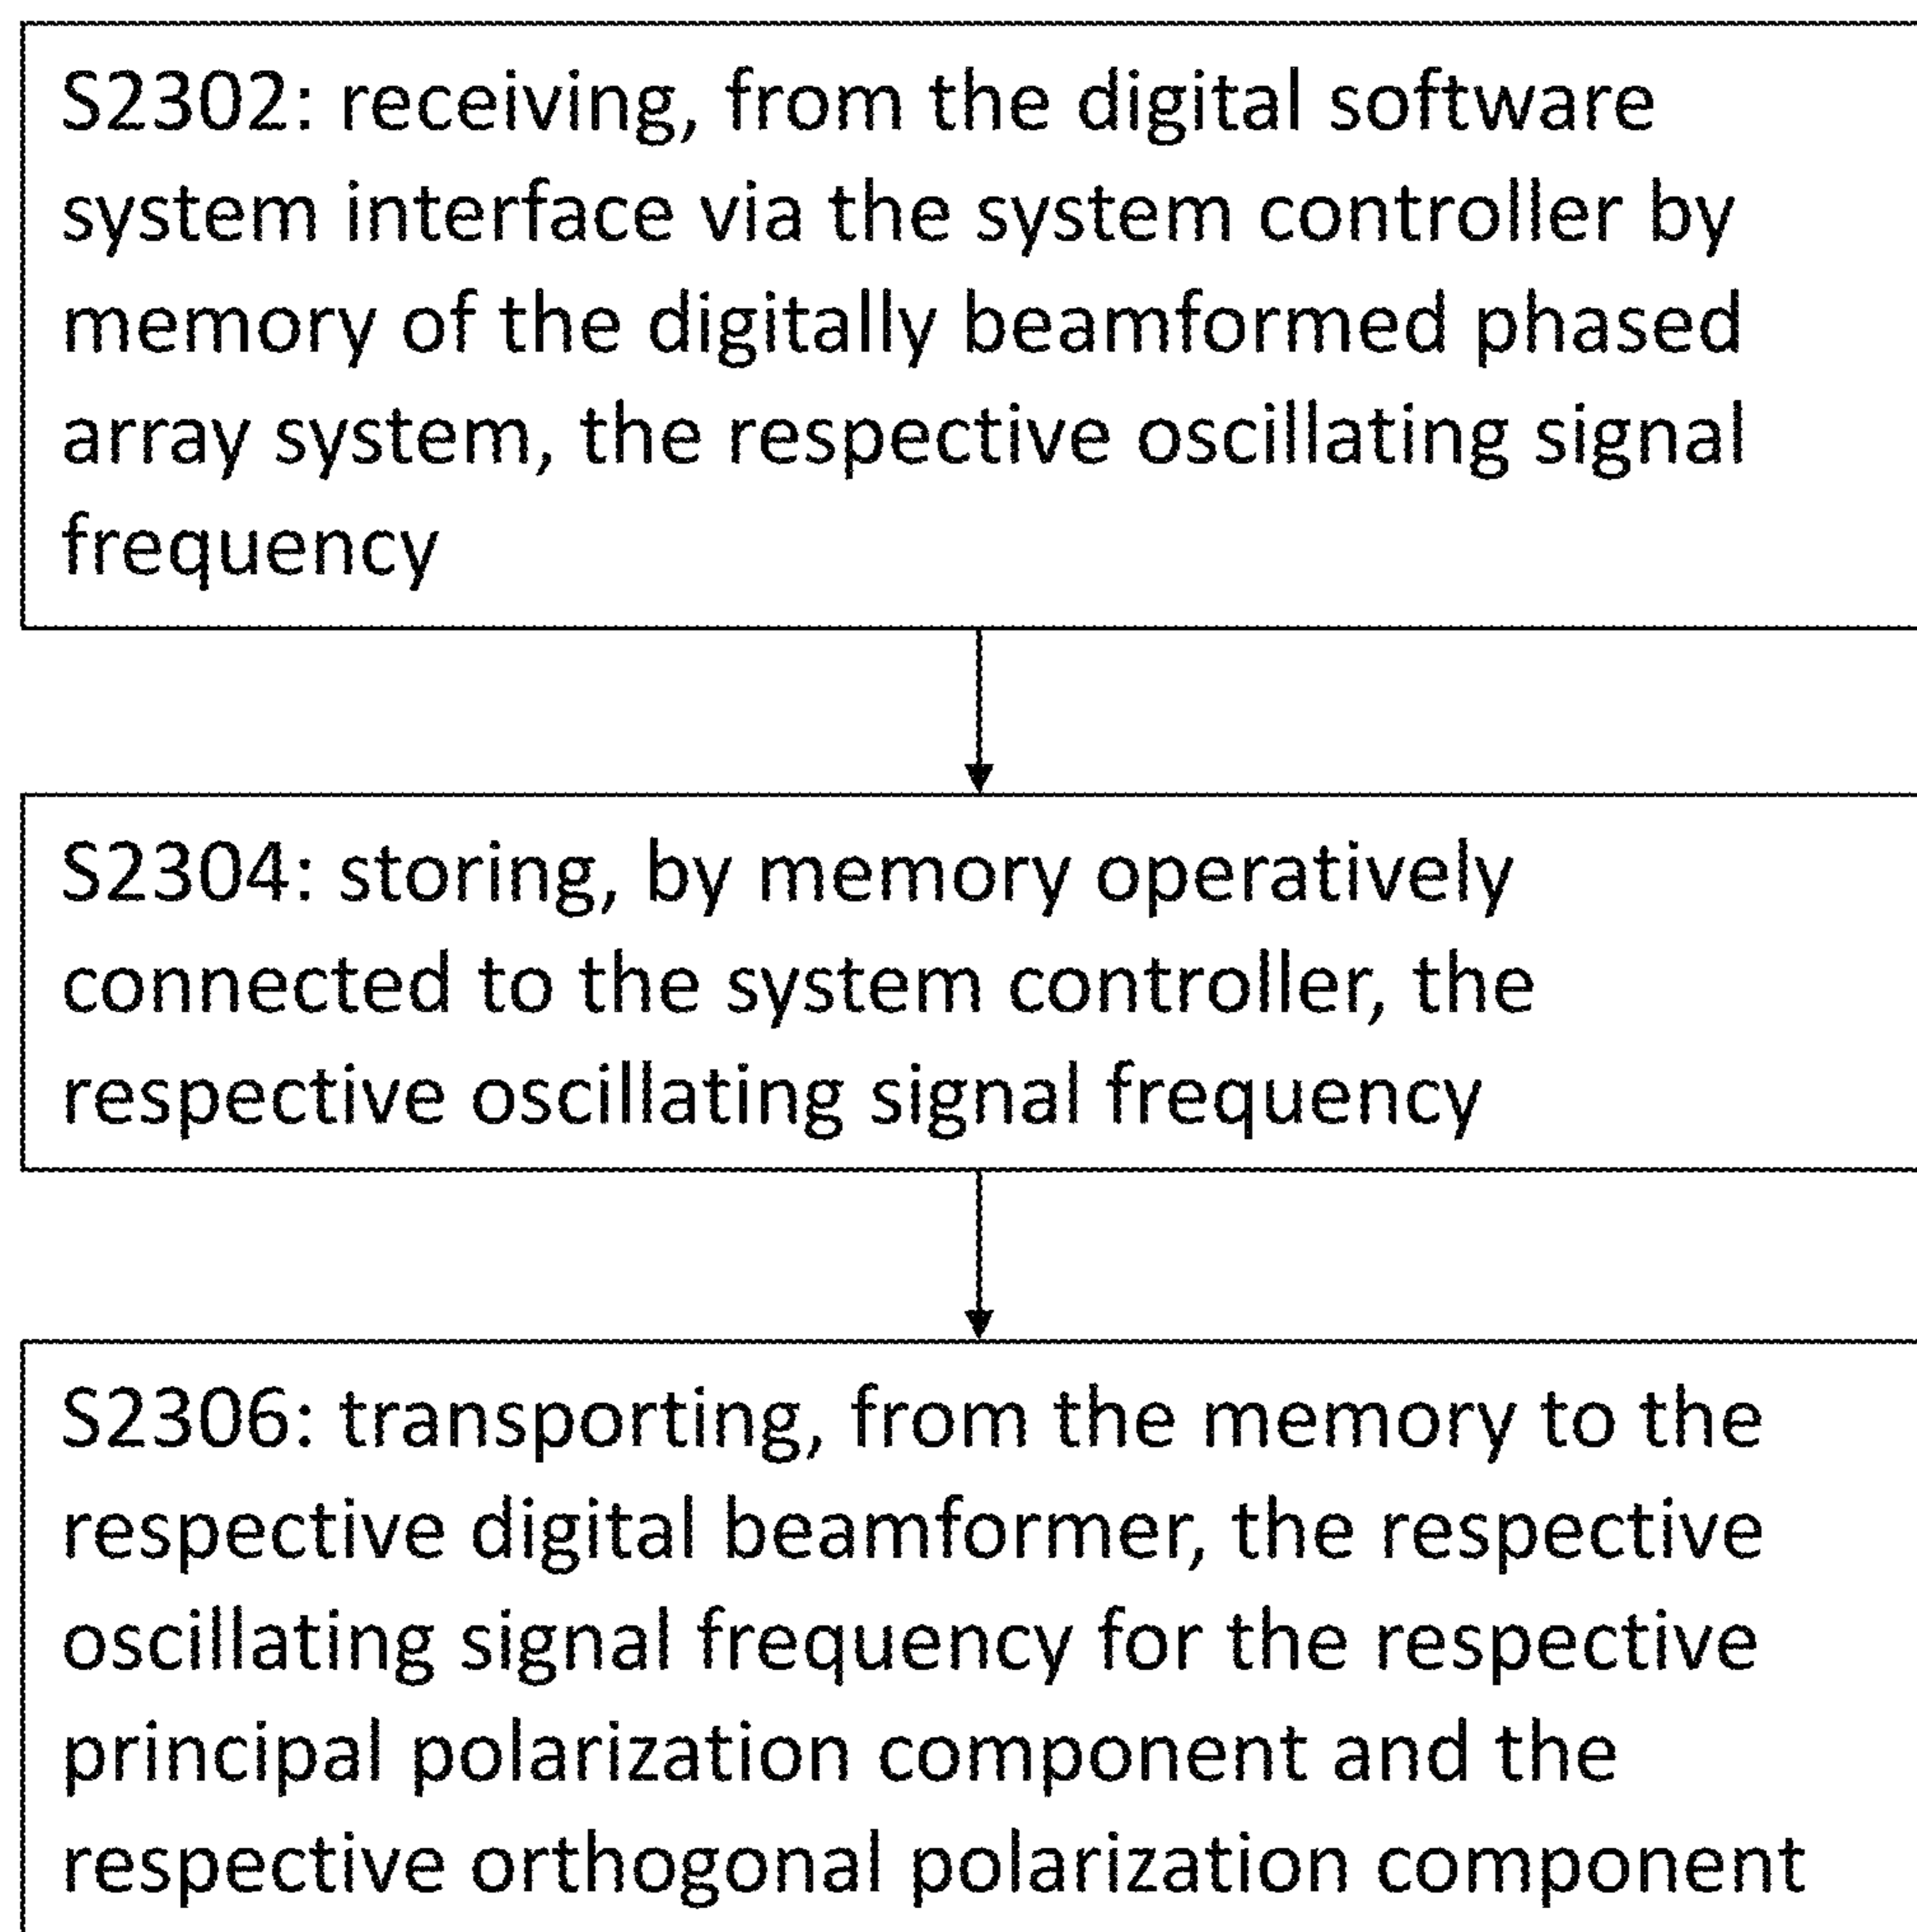 S2302: receiving, from the digital software
system interface via the system controller by
memory of the digitally beamformed phased
array system, the respective oscillating signal
frequency
S2304: storing, by memory operatively
connected to the system controller, the
respective oscillating signal frequency
S2306: transporting, from the memory to the
respective digital beamformer, the respective
oscillating signal frequency for the respective
principal polarization component and the
respective orthogonal polarization component